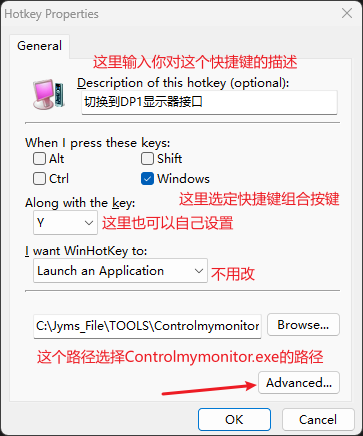 Hotkey Properties
General
这里输入你对这个快捷键的描述
Description of this hotkey (optional):
切换到DP1显示器接口
When I press these keys:
Alt Shift
Ctrl Windows
这里选定快捷键组合按键
Along with the key:
Y 这里也可以自己设置
I want WinHotKey to:
Launch an Application 不用改
C:\Jyms_File\TOOLS\Controlmymonitor Browse...
这个路径选择Controlmymonitor.exe的路径
Advanced...
OK Cancel